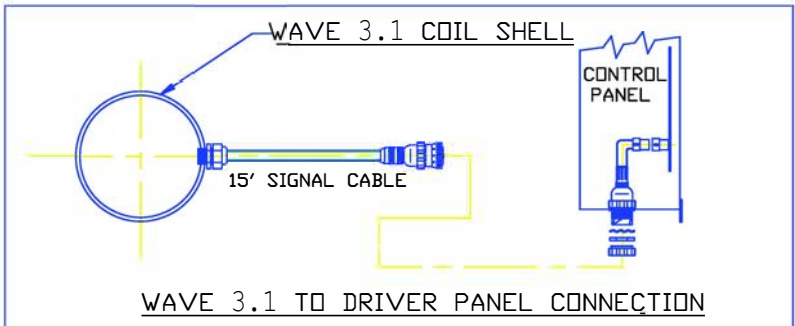 WAVE 3.1 COIL SHELL
CONTROL
PANEL
15' SIGNAL CABLE
WAVE 3.1 TO DRIVER PANEL CONNECTION